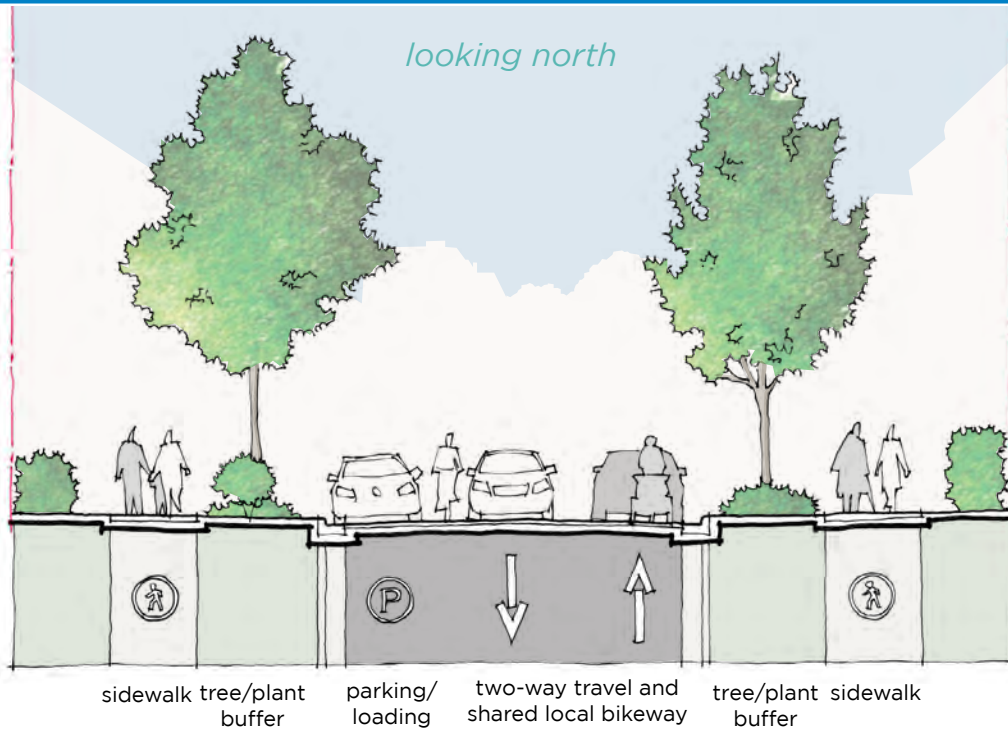 looking north
P
sidewalk
tree/plant
buffer
parking/
loading
two-way travel and
shared local bikeway
tree/plant
buffer
sidewalk